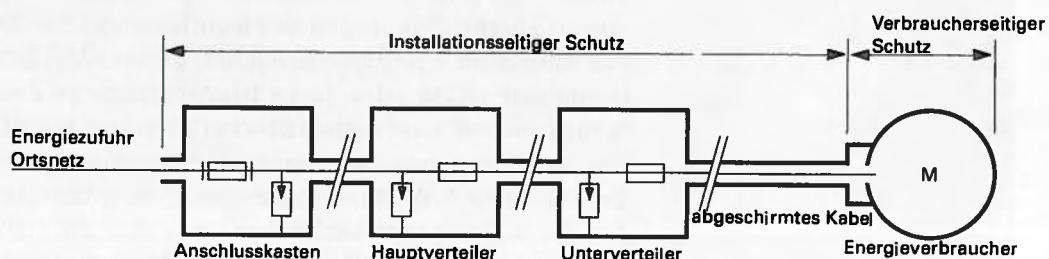 Verbraucherseitiger
Schutz
Installationsseitiger Schutz
Energiezufuhr
Ortsnetz
M
abgeschirmtes Kabel
Anschlusskasten
Hauptverteiler
Unterverteiler
Energieverbraucher